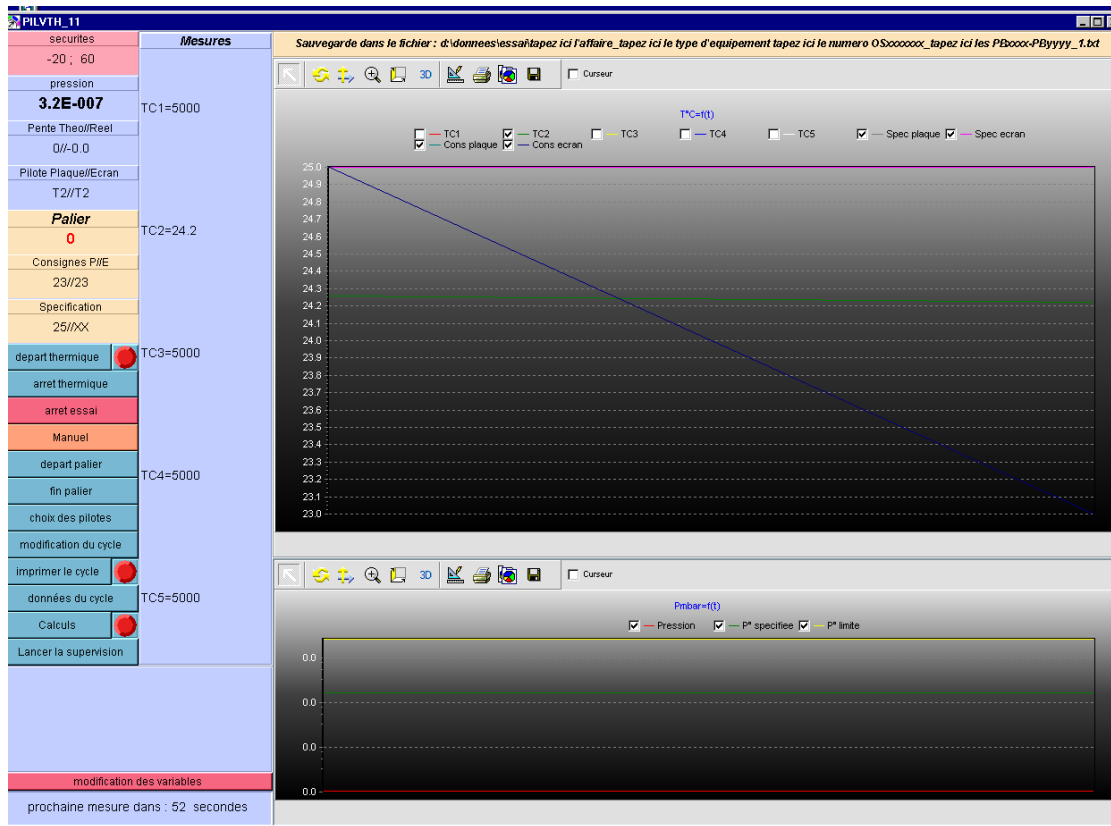 PILVTH_11
securites
-20 ; 60
pression
3.2E-007
Pente Theo//Reel
0//-0.0
Pilote Plaque//Ecran
T2//T2
Palier
0
Consignes P//E
23//23
Specification
25//XX
depart thermique
arret thermique
arret essai
Manuel
depart palier
fin palier
choix des pilotes
modification du cycle
imprimer le cycle
données du cycle
Calculs
Lancer la supervision
modification des variables
prochaine mesure dans : 52 secondes
Mesures
TC1=5000
TC2=24.2
TC3=5000
TC4=5000
TC5=5000
Sauvegarde dans le fichier : d:\donnees\essai\tapez ici l'affaire_tapez ici le type d'equipement tapez ici le numero OSxxxxxxx_tapez ici les PBxxxx-PByyyy_1.txt
3D
Curseur
T°C=f(t)
TC1 TC2 TC3 TC4 TC5 Spec plaque Spec ecran
Cons plaque Cons ecran
25.0
24.9
24.8
24.7
24.6
24.5
24.4
24.3
24.2
24.1
24.0
23.9
23.8
23.7
23.6
23.5
23.4
23.3
23.2
23.1
23.0
3D
Curseur
Pmbar=f(t)
Pression P° specifiee P° limite
0.0
0.0
0.0
0.0